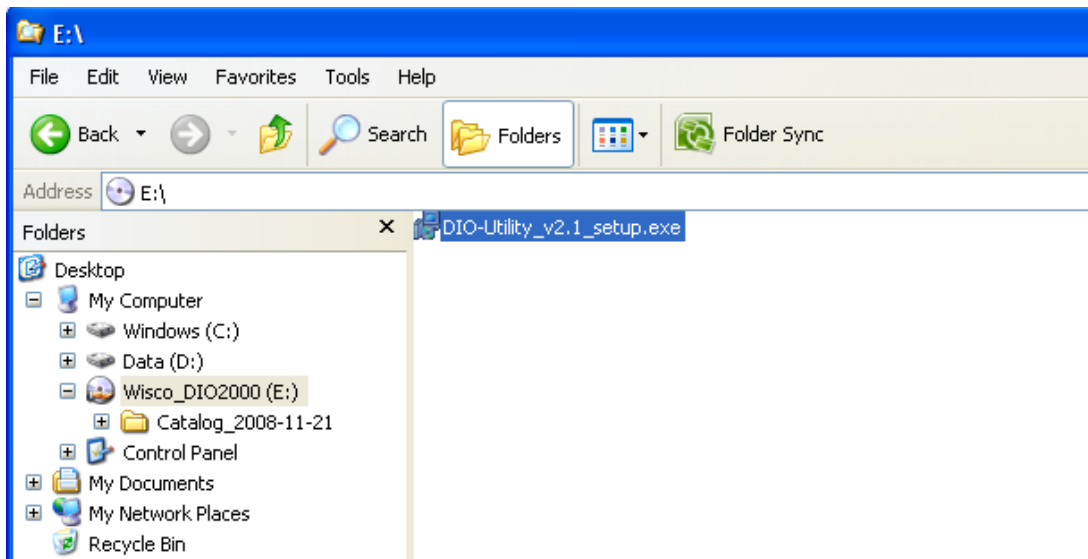 E:\
File Edit View Favorites Tools Help
Back Search Folders Folder Sync
Address E:\
Folders
DIO-Utility_v2.1_setup.exe
Desktop
My Computer
Windows (C:)
Data (D:)
Wisco_DIO2000 (E:)
Catalog_2008-11-21
Control Panel
My Documents
My Network Places
Recycle Bin